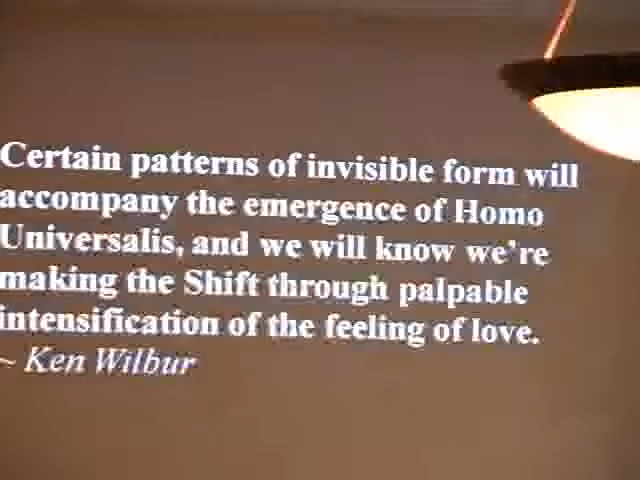 Certain patterns of invisible form will
accompany the emergence of Homo
Universalis, and we will know we're
making the Shift through palpable
intensification of the feeling of love.
~ Ken Wilbur